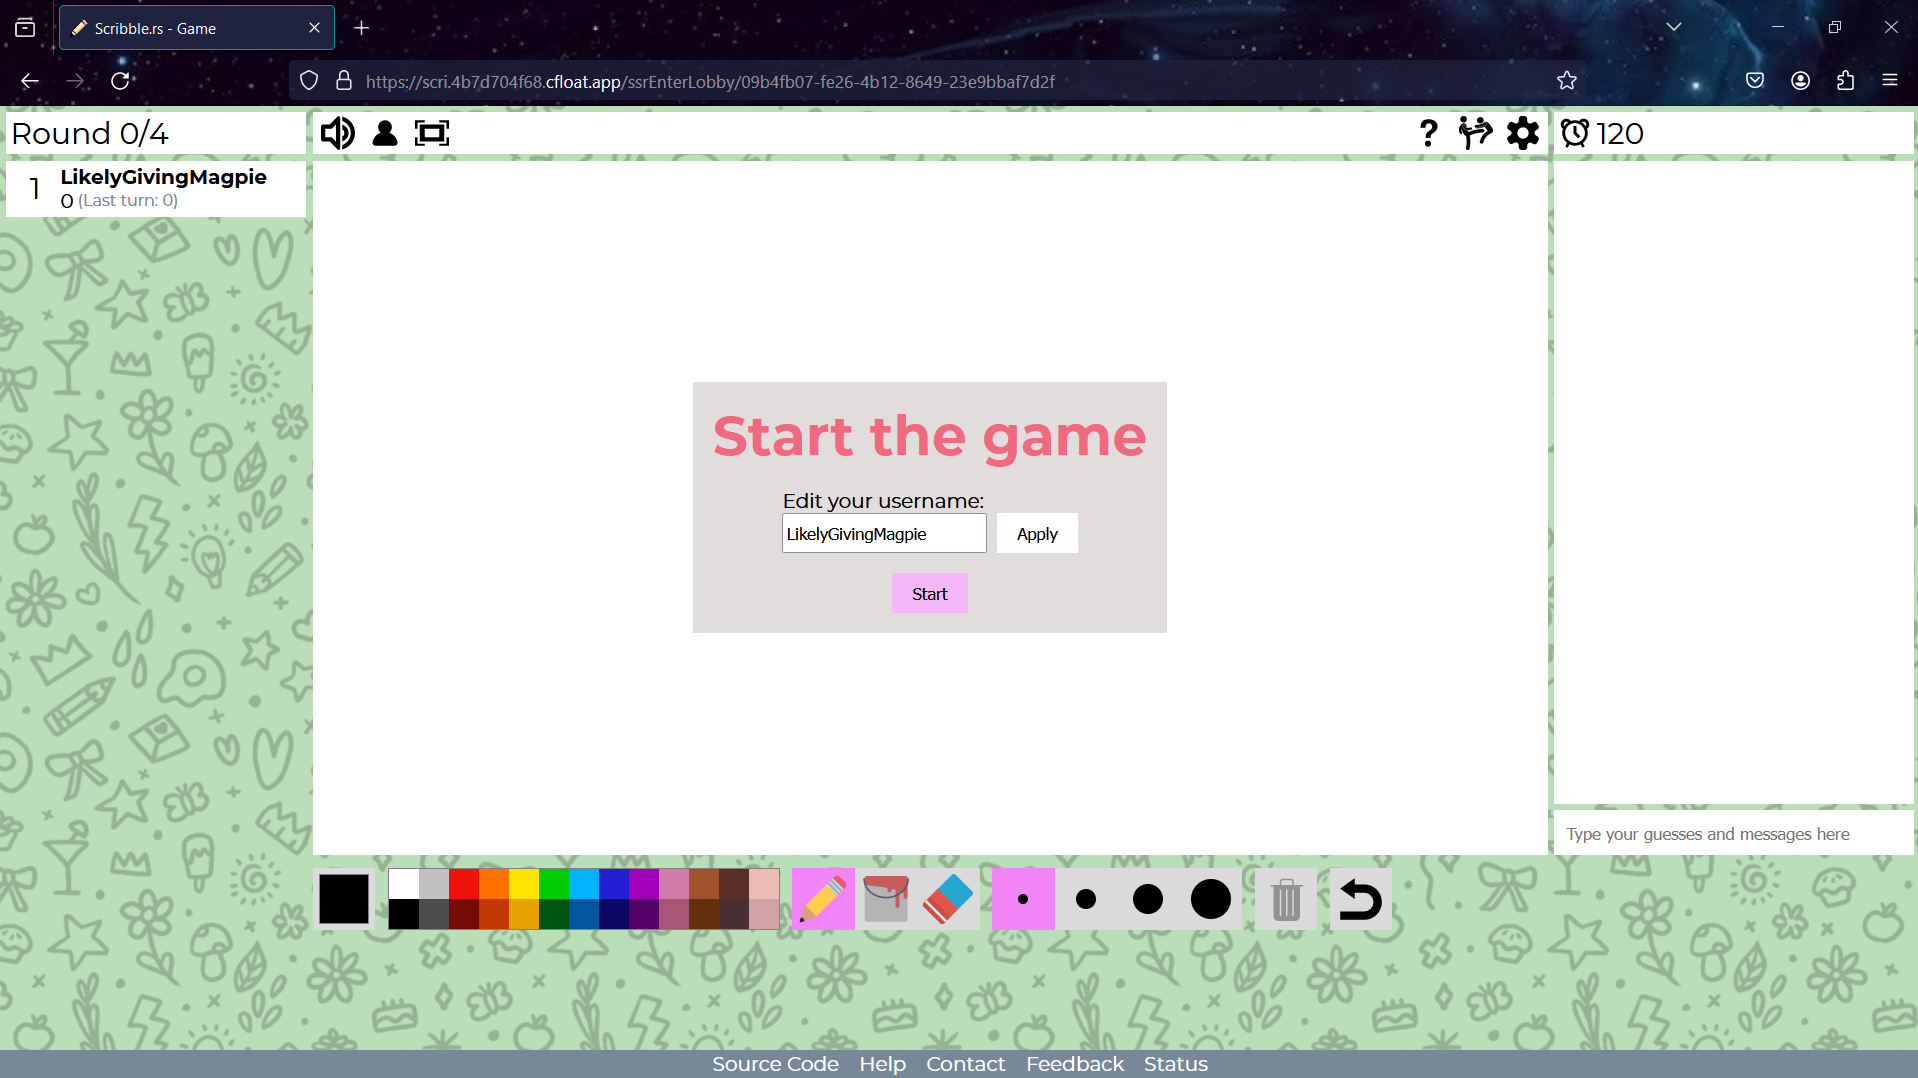 Scribble.rs - Game
https://scri.4b7d704f68.cfloat.app/ssrEnterLobby/09b4fb07-fe26-4b12-8649-23e9bbaf7d2f
Round 0/4
? 
120
1
LikelyGivingMagpie
0 (Last turn: 0)
Start the game
Edit your username:
LikelyGivingMagpie
Apply
Start
Type your guesses and messages here
Source Code Help Contact Feedback Status